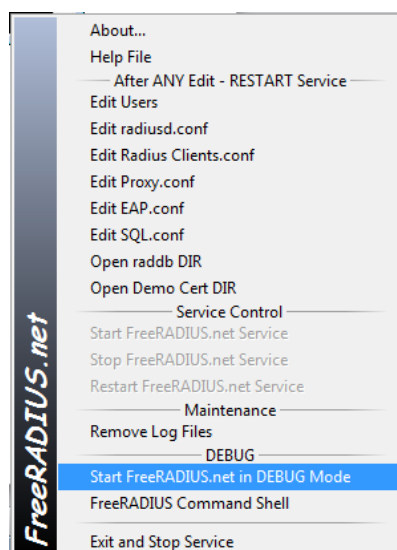 About...
Help File
After ANY Edit - RESTART Service
Edit Users
Edit radiusd.conf
Edit Radius Clients.conf
Edit Proxy.conf
Edit EAP.conf
Edit SQL.conf
Open raddb DIR
Open Demo Cert DIR
Service Control
Start FreeRADIUS.net Service
Stop FreeRADIUS.net Service
Restart FreeRADIUS.net Service
Maintenance
Remove Log Files
DEBUG
Start FreeRADIUS.net in DEBUG Mode
FreeRADIUS Command Shell
Exit and Stop Service
FreeRADIUS.net